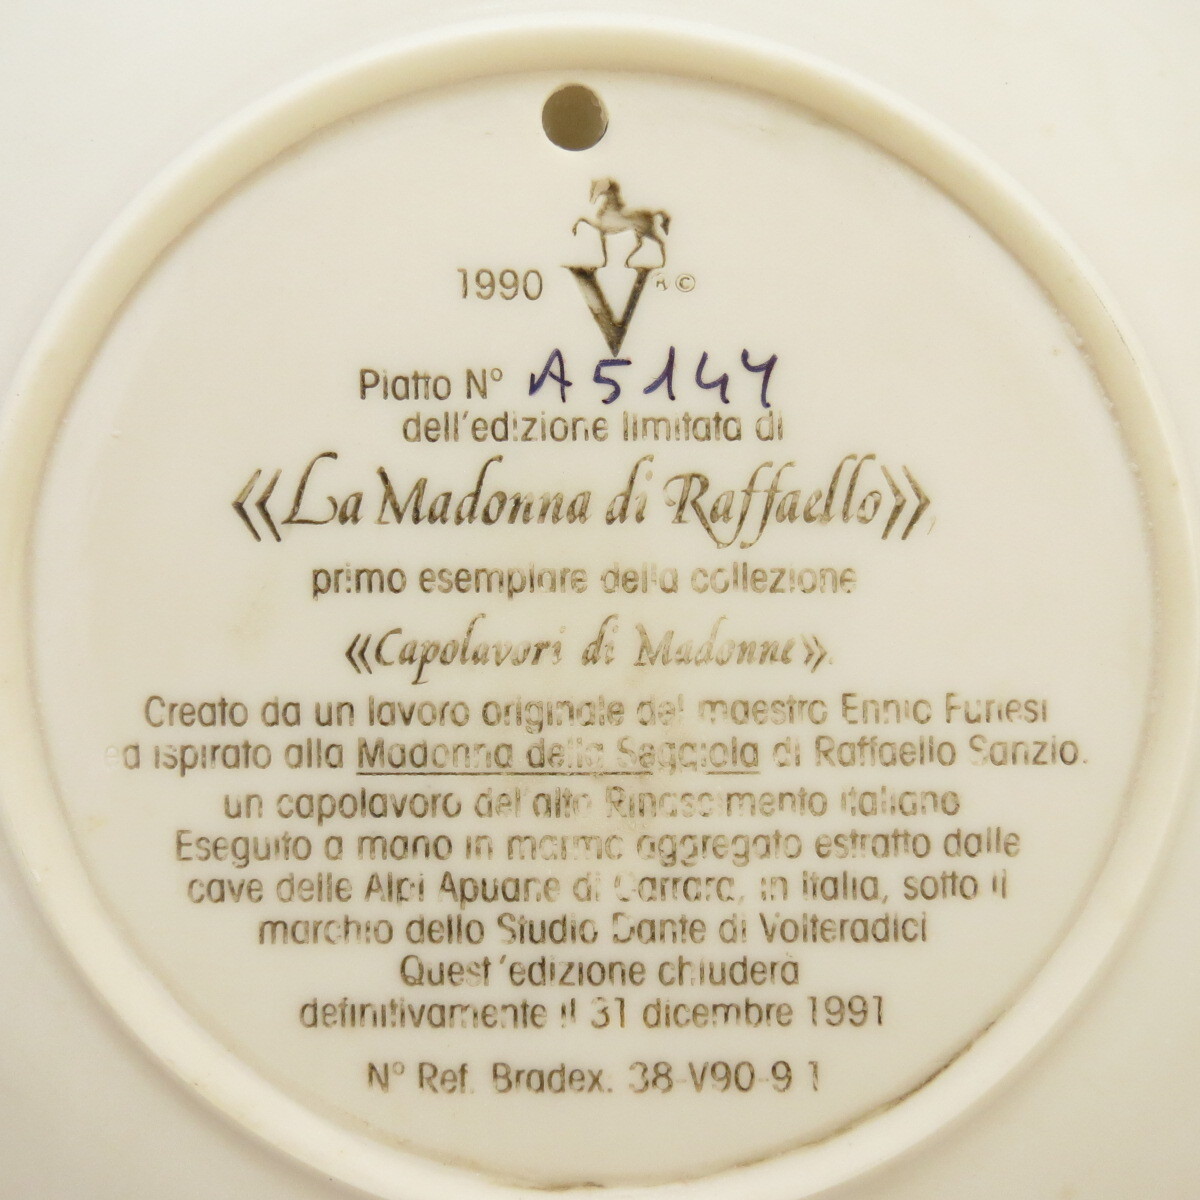 1990 V R ©
Piatto N° A5144
dell'edizione limitata di
«La Madonna di Raffaello»,
primo esemplare della collezione
«Capolavori di Madonne».
Creato da un lavoro originale del maestro Ennio Furiesi
ed ispirato alla Madonna della Seggiola di Raffaello Sanzio.
un capolavoro dell'alto Rinascimento italiano
Eseguito a mano in marmo aggregato estratto dalle
cave delle Alpi Apuane di Carrara, in Italia, sotto il
marchio dello Studio Dante di Volteradici
Quest'edizione chiuderà
definitivamente il 31 dicembre 1991
N° Ref. Bradex. 38-V90-9 1